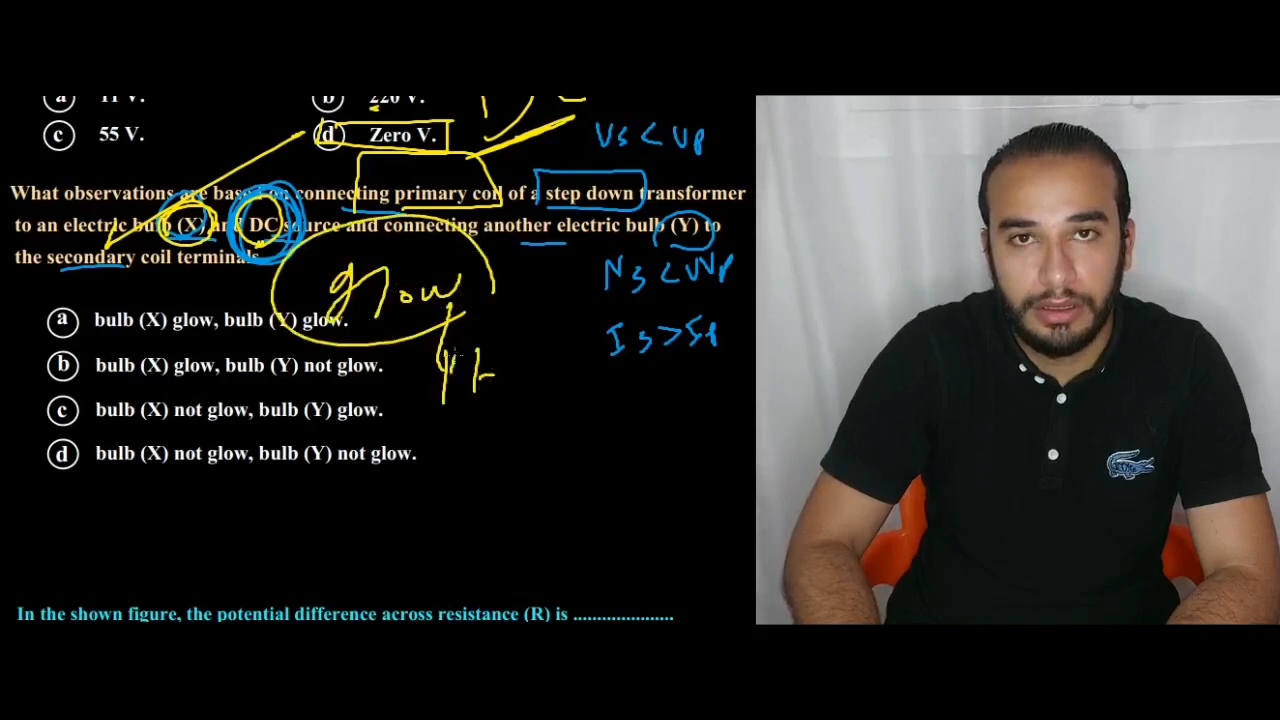 a 11 V.
b 220 V.
c 55 V.
d Zero V.
Vs < Vp
What observations are based on connecting primary coil of a step down transformer
to an electric bulb (X) and DC source and connecting another electric bulb (Y) to
the secondary coil terminals.
Ns < Np
glow
Is > Ip
a bulb (X) glow, bulb (Y) glow.
b bulb (X) glow, bulb (Y) not glow.
c bulb (X) not glow, bulb (Y) glow.
d bulb (X) not glow, bulb (Y) not glow.
In the shown figure, the potential difference across resistance (R) is .....................